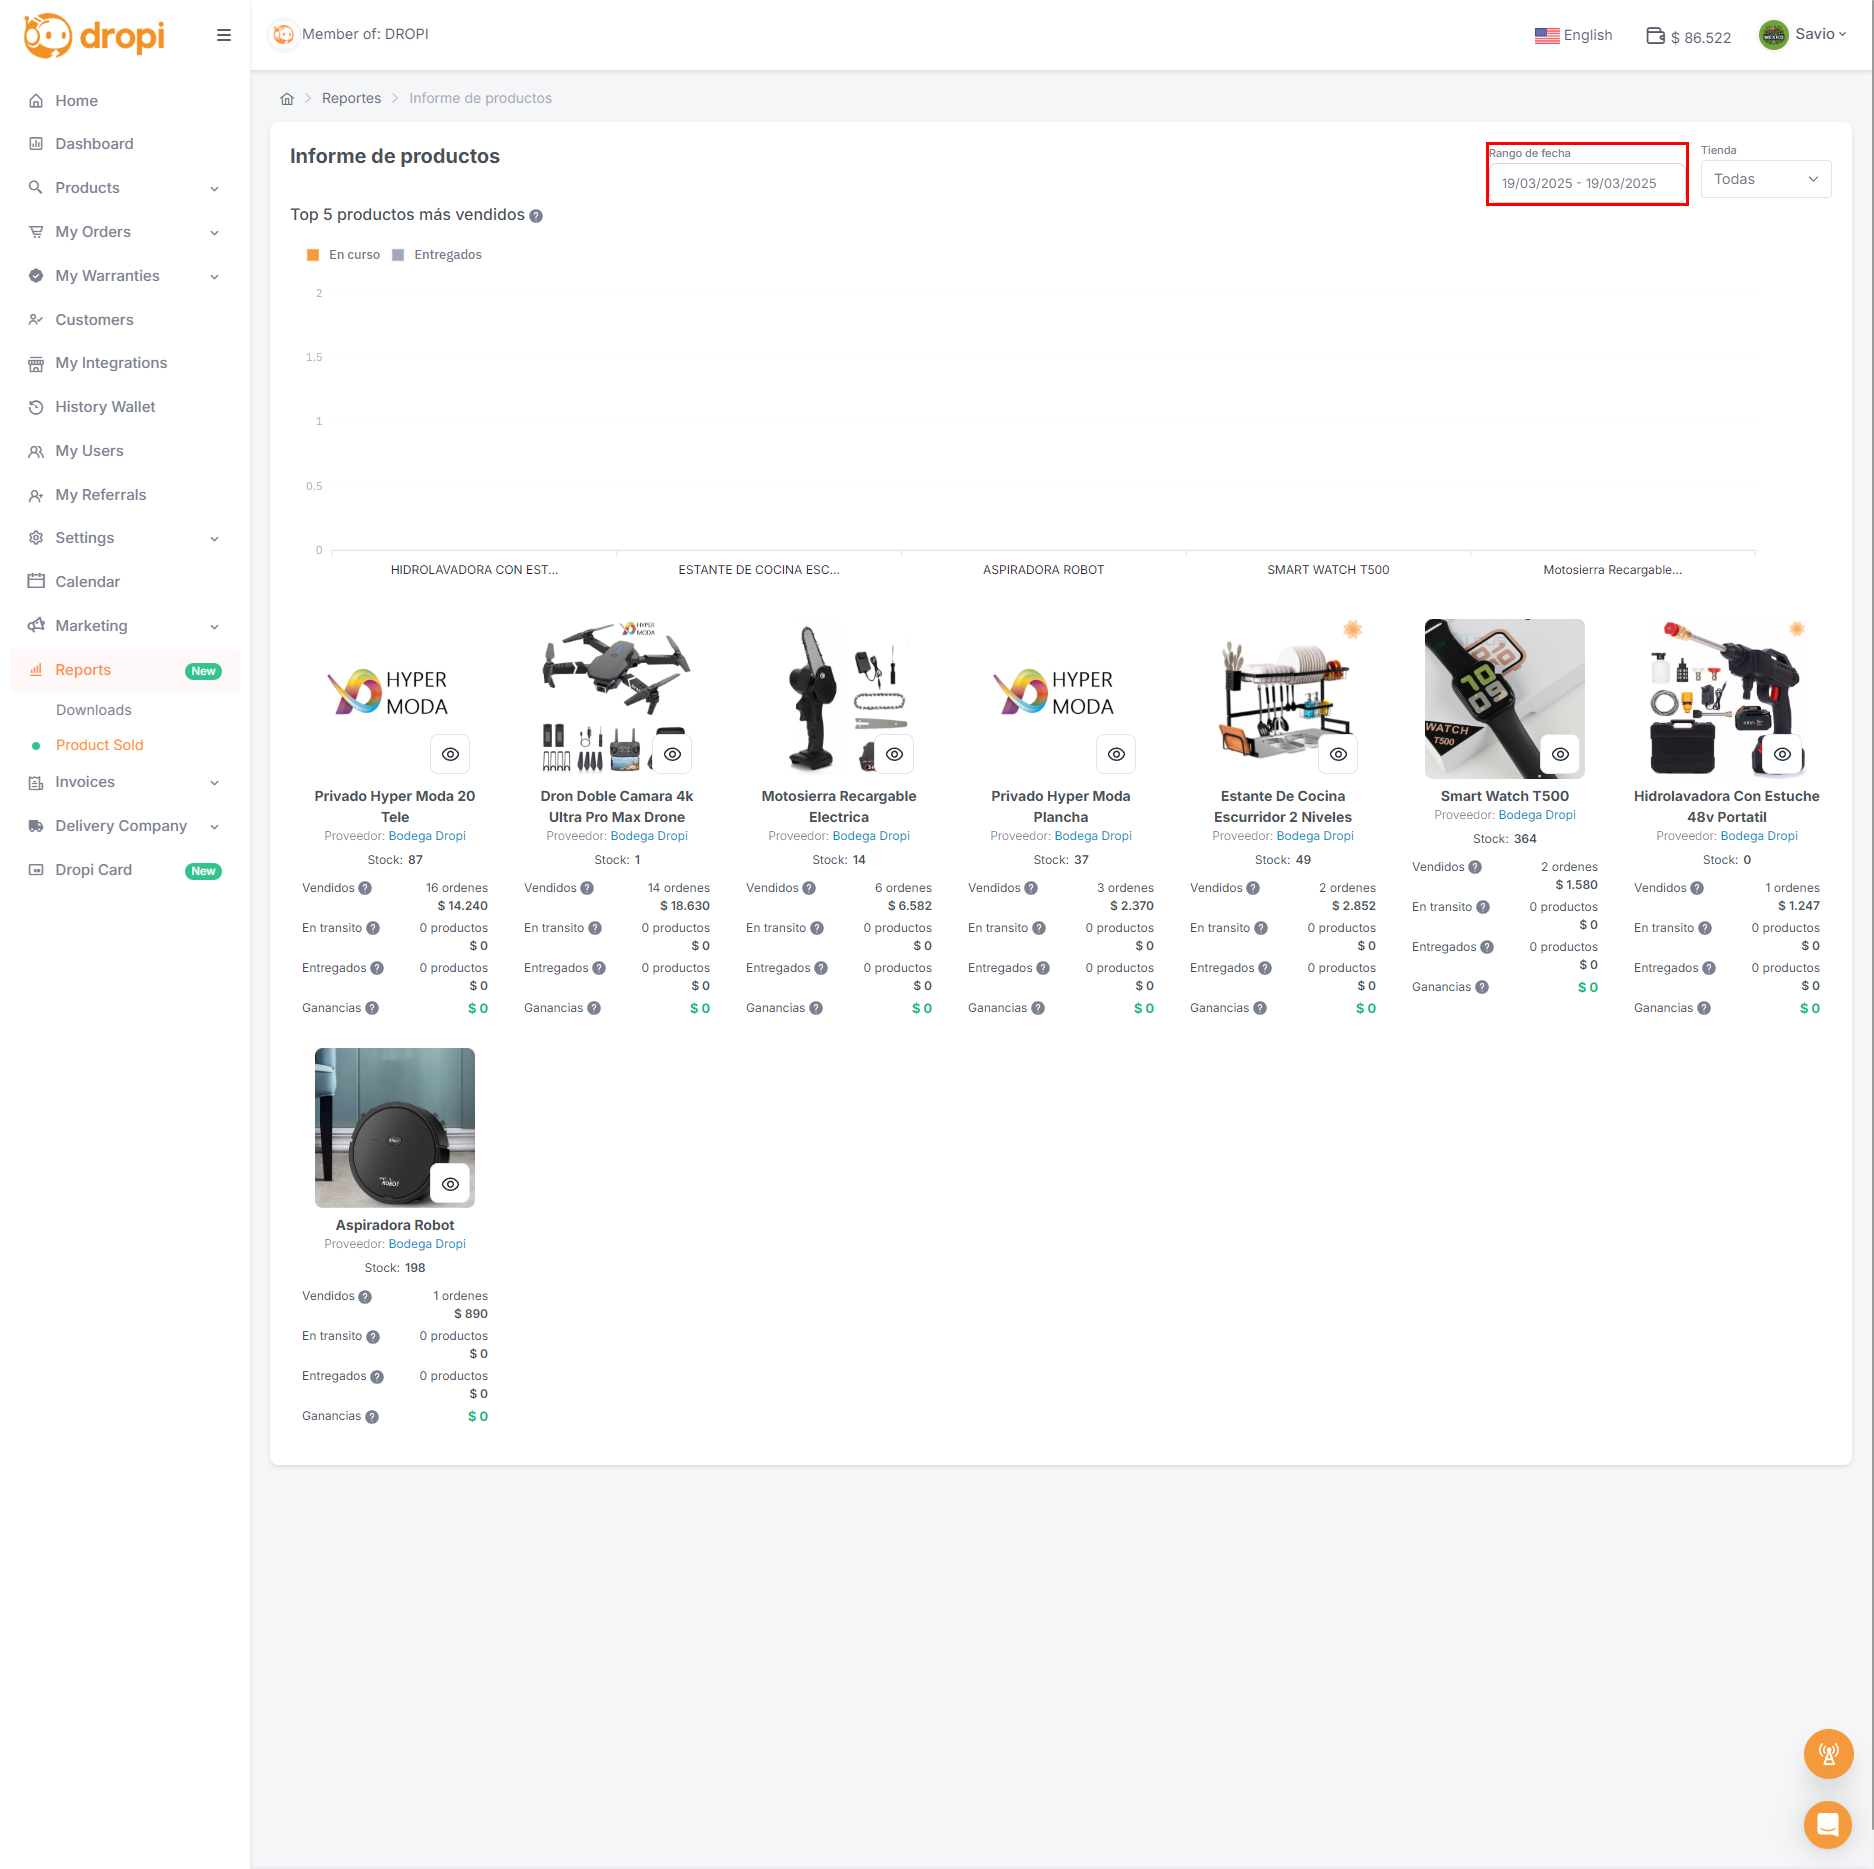 dropi
Member of: DROPI
English
$ 86.522
Savio
Home
Dashboard
Products
My Orders
My Warranties
Customers
My Integrations
History Wallet
My Users
My Referrals
Settings
Calendar
Marketing
Reports
New
Downloads
Product Sold
Invoices
Delivery Company
Dropi Card
New
Reportes
Informe de productos
Informe de productos
Rango de fecha
19/03/2025 - 19/03/2025
Tienda
Todas
Top 5 productos más vendidos
En curso
Entregados
2
1.5
1
0.5
0
HIDROLAVADORA CON EST...
ESTANTE DE COCINA ESC...
ASPIRADORA ROBOT
SMART WATCH T500
Motosierra Recargable...
HYPER
MODA
Privado Hyper Moda 20
Tele
Proveedor: Bodega Dropi
Stock: 87
Vendidos 16 ordenes
$ 14.240
En transito 0 productos
$ 0
Entregados 0 productos
$ 0
Ganancias $ 0
HYPER
MODA
Dron Doble Camara 4k
Ultra Pro Max Drone
Proveedor: Bodega Dropi
Stock: 1
Vendidos 14 ordenes
$ 18.630
En transito 0 productos
$ 0
Entregados 0 productos
$ 0
Ganancias $ 0
Motosierra Recargable
Electrica
Proveedor: Bodega Dropi
Stock: 14
Vendidos 6 ordenes
$ 6.582
En transito 0 productos
$ 0
Entregados 0 productos
$ 0
Ganancias $ 0
HYPER
MODA
Privado Hyper Moda
Plancha
Proveedor: Bodega Dropi
Stock: 37
Vendidos 3 ordenes
$ 2.370
En transito 0 productos
$ 0
Entregados 0 productos
$ 0
Ganancias $ 0
Estante De Cocina
Escurridor 2 Niveles
Proveedor: Bodega Dropi
Stock: 49
Vendidos 2 ordenes
$ 2.852
En transito 0 productos
$ 0
Entregados 0 productos
$ 0
Ganancias $ 0
10
09
WATCH
T500
Smart Watch T500
Proveedor: Bodega Dropi
Stock: 364
Vendidos 2 ordenes
$ 1.580
En transito 0 productos
$ 0
Entregados 0 productos
$ 0
Ganancias $ 0
Hidrolavadora Con Estuche
48v Portatil
Proveedor: Bodega Dropi
Stock: 0
Vendidos 1 ordenes
$ 1.247
En transito 0 productos
$ 0
Entregados 0 productos
$ 0
Ganancias $ 0
ROBOT
Aspiradora Robot
Proveedor: Bodega Dropi
Stock: 198
Vendidos 1 ordenes
$ 890
En transito 0 productos
$ 0
Entregados 0 productos
$ 0
Ganancias $ 0